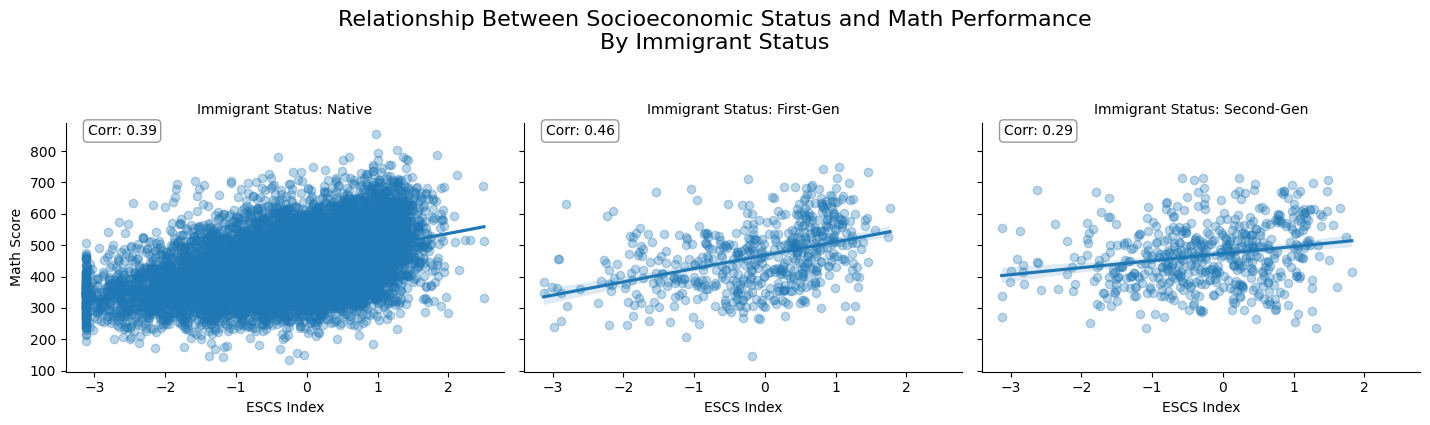 Relationship Between Socioeconomic Status and Math Performance
By Immigrant Status
Immigrant Status: Native
Immigrant Status: First-Gen
Immigrant Status: Second-Gen
Corr: 0.39
Corr: 0.46
Corr: 0.29
Math Score
800
700
600
500
400
300
200
100
−3 −2 −1 0 1 2
−3 −2 −1 0 1 2
−3 −2 −1 0 1 2
ESCS Index
ESCS Index
ESCS Index